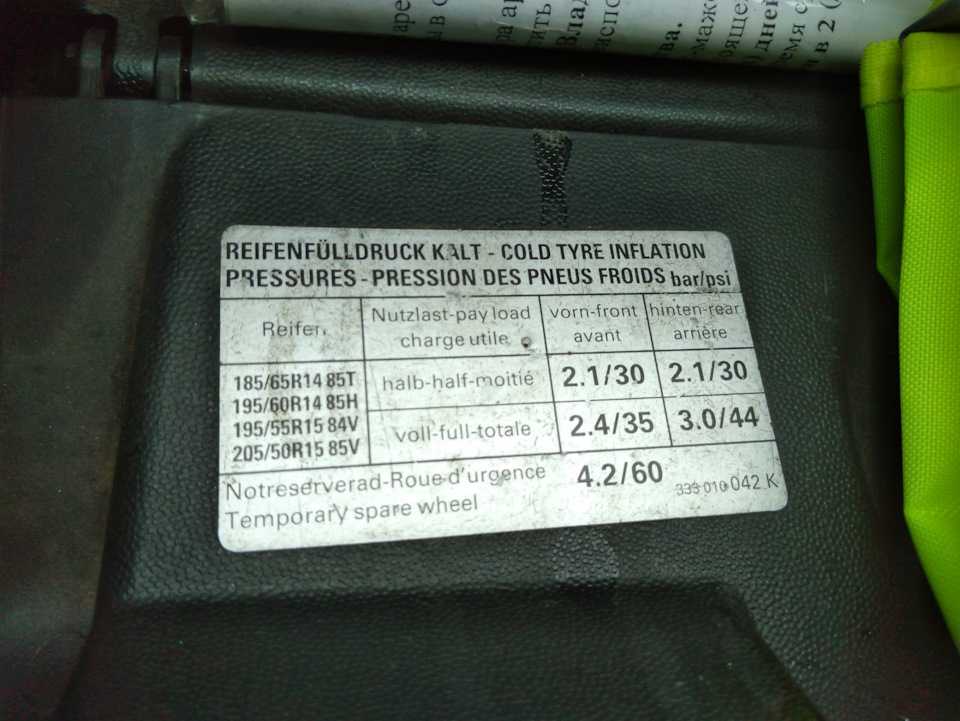 REIFENFÜLLDRUCK KALT - COLD TYRE INFLATION
PRESSURES - PRESSION DES PNEUS FROIDS bar/psi
Reifen
Nutzlast-pay load
charge utile
vorn-front
avant
hinten-rear
arrière
185/65R14 85T
195/60R14 85H
195/55R15 84V
205/50R15 85V
halb-half-moitié
2.1/30
2.1/30
voll-full-totale
2.4/35
3.0/44
Notreserverad-Roue d'urgence
Temporary spare wheel
4.2/60
333 010 042 K